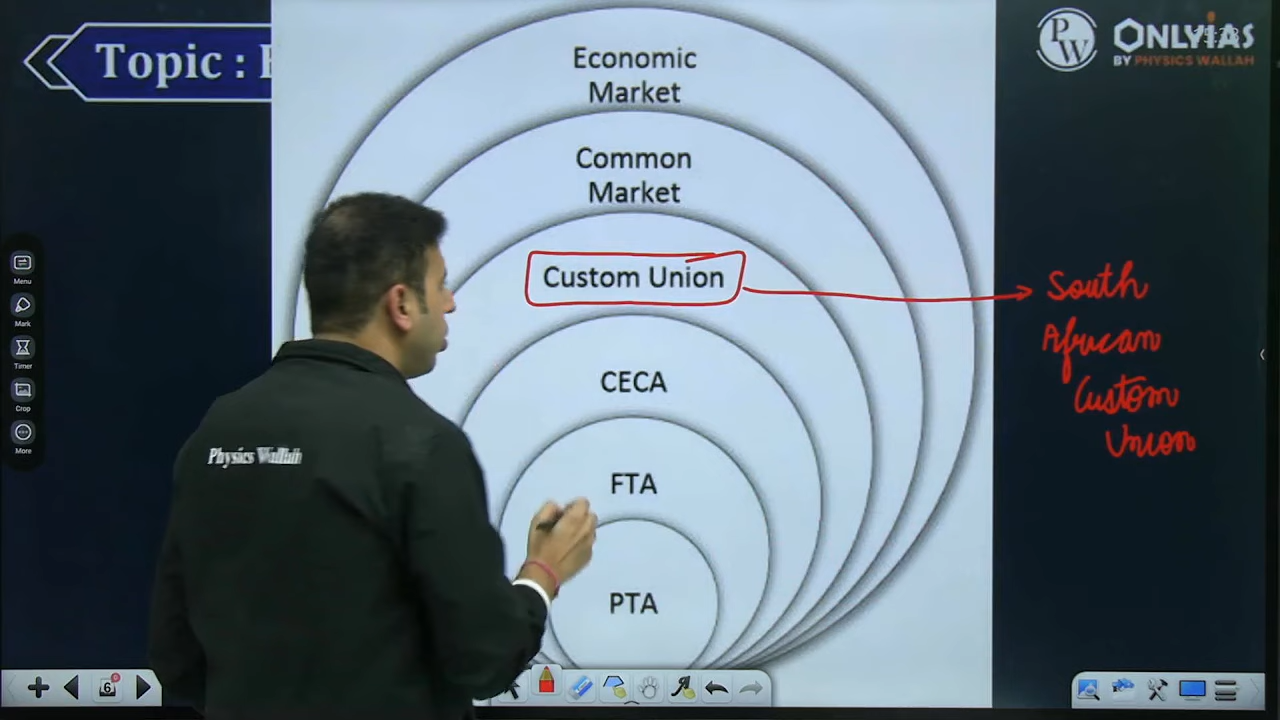 Topic :
PW
ONLYIAS
BY PHYSICS WALLAH
Economic
Market
Common
Market
Custom Union
CECA
FTA
PTA
South
African
Custom
Union
Physics Wallah
Menu
Mark
Timer
Crop
More
6